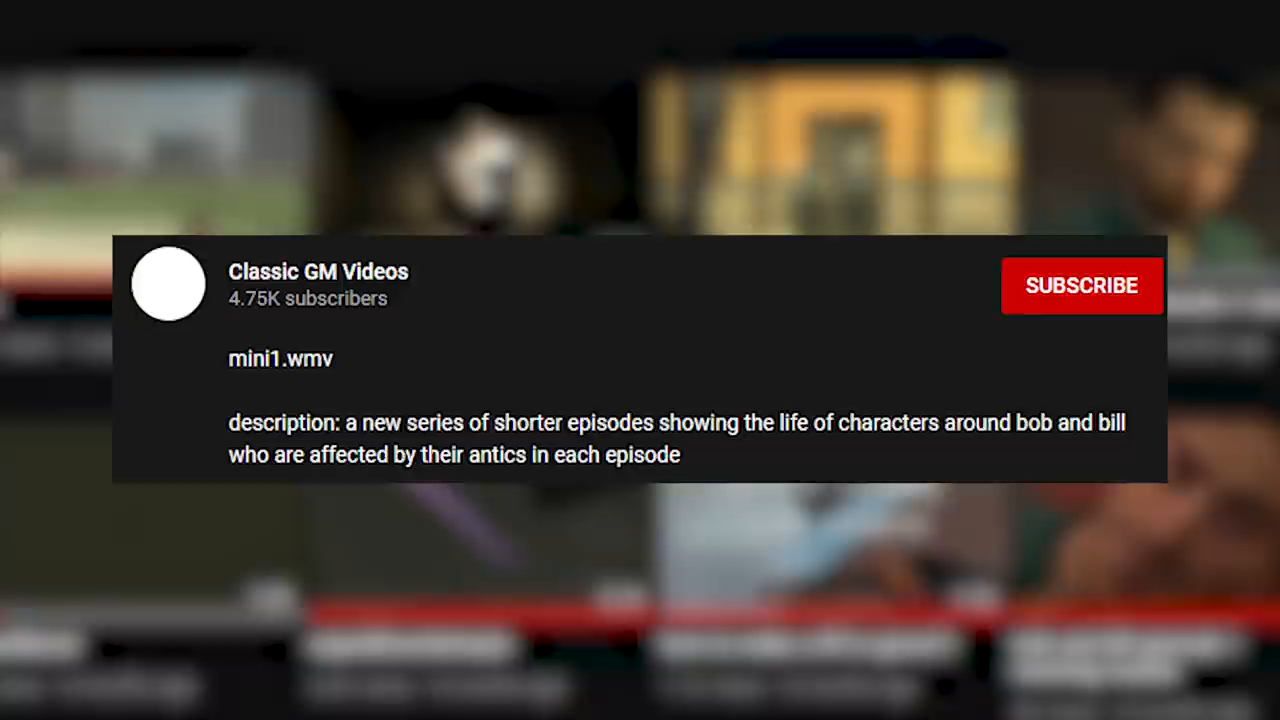 Classic GM Videos
4.75K subscribers
SUBSCRIBE
mini1.wmv
description: a new series of shorter episodes showing the life of characters around bob and bill
who are affected by their antics in each episode